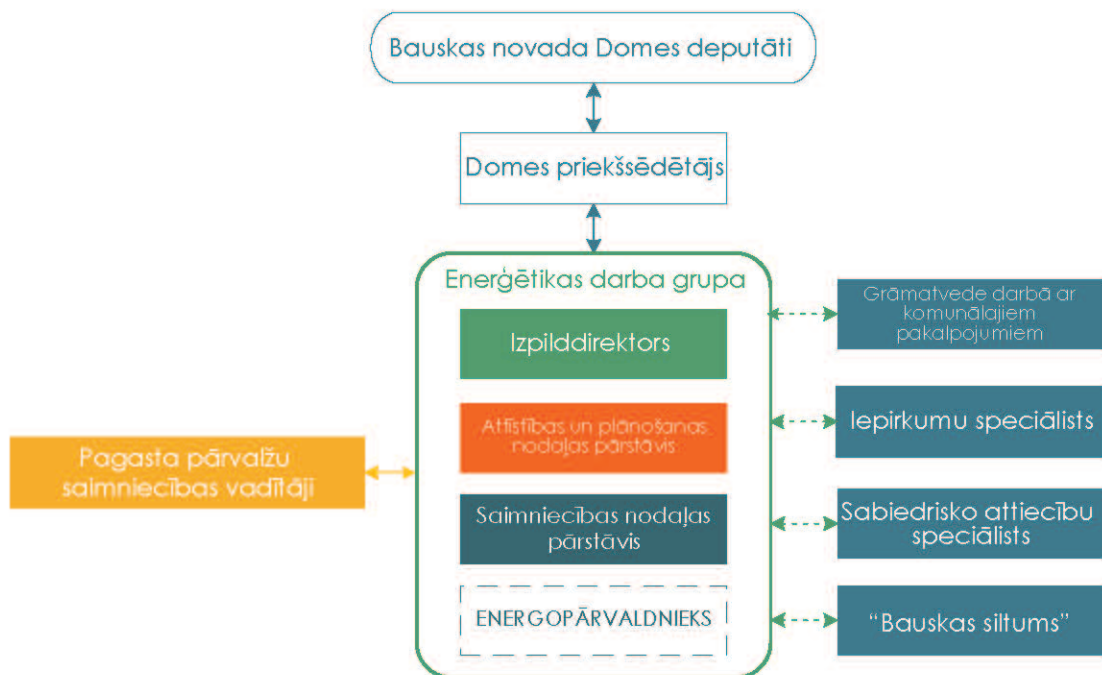 Bauskas novada Domes deputāti
Domes priekšsēdētājs
Enerģētikas darba grupa
Izpilddirektors
Attīstības un plānošanas
nodaļas pārstāvis
Saimniecības nodaļas
pārstāvis
ENERGOPĀRVALDNIEKS
Pagasta pārvalžu
saimniecības vadītāji
Grāmatvede darbā ar
komunālajiem
pakalpojumiem
Iepirkumu speciālists
Sabiedrisko attiecību
speciālists
“Bauskas siltums”